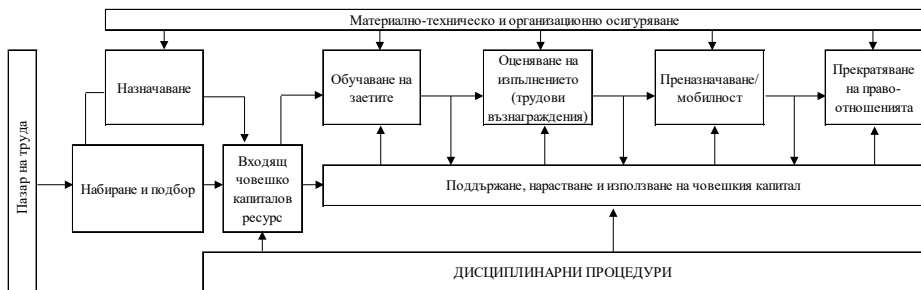 Материално-техническо и организационно осигуряване
Пазар на труда
Назначаване
Обучаване на
заетите
Оценяване на
изпълнението
(трудови
възнаграждения)
Преназначаване/
мобилност
Прекратяване
на право-
отношенията
Набиране и подбор
Входящ
човешко
капиталов
ресурс
Поддържане, нарастване и използване на човешкия капитал
ДИСЦИПЛИНАРНИ ПРОЦЕДУРИ